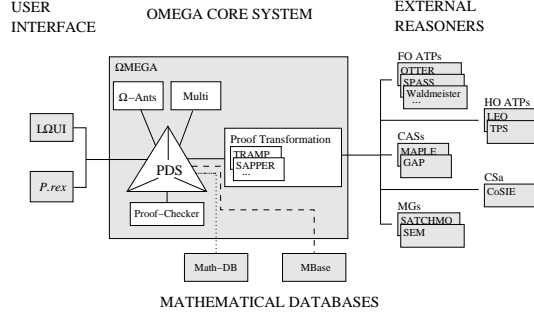 USER
INTERFACE
OMEGA CORE SYSTEM
EXTERNAL
REASONERS
ΩMEGA
Ω−Ants
Multi
LΩUI
P.rex
PDS
Proof−Checker
Proof Transformation
TRAMP
SAPPER
...
FO ATPs
OTTER
SPASS
Waldmeister
...
HO ATPs
LEO
TPS
CASs
MAPLE
GAP
CSa
CoSIE
MGs
SATCHMO
SEM
Math−DB
MBase
MATHEMATICAL DATABASES